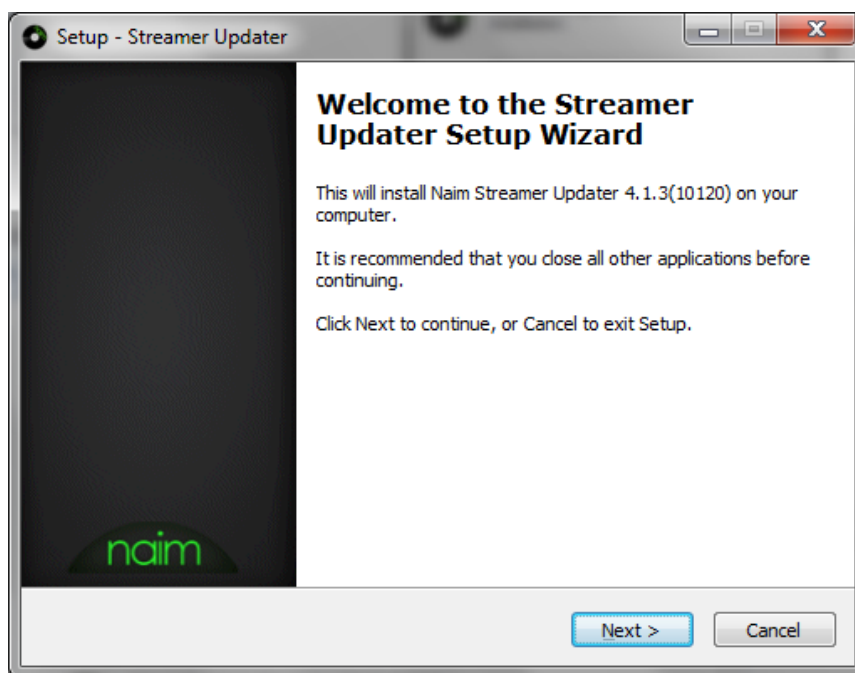 Setup - Streamer Updater
Welcome to the Streamer
Updater Setup Wizard
This will install Naim Streamer Updater 4.1.3(10120) on your
computer.
It is recommended that you close all other applications before
continuing.
Click Next to continue, or Cancel to exit Setup.
naim
Next >
Cancel